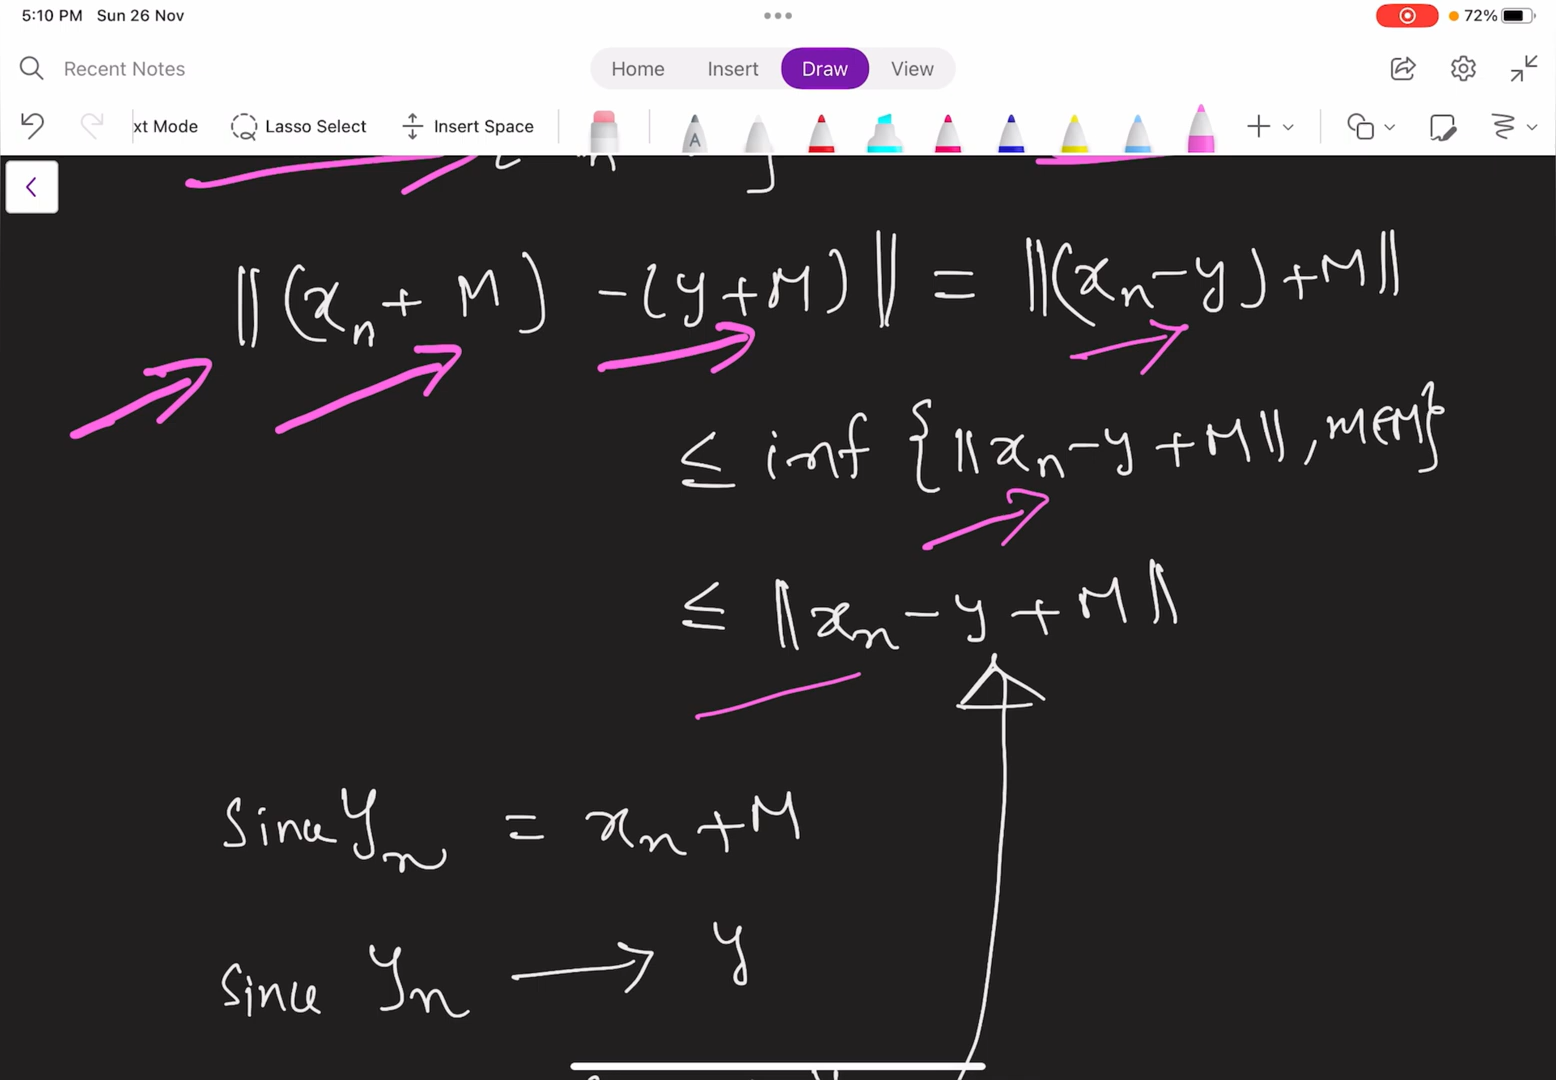 5:10 PM Sun 26 Nov
72%
Recent Notes
Home Insert Draw View
xt Mode Lasso Select Insert Space
A
‖(xₙ + M) - (y + M)‖ = ‖(xₙ - y) + M‖
≤ inf {‖xₙ - y + M‖, m ∈ M}
≤ ‖xₙ - y + M‖
Since yₙ = xₙ + M
Since yₙ ⟶ y